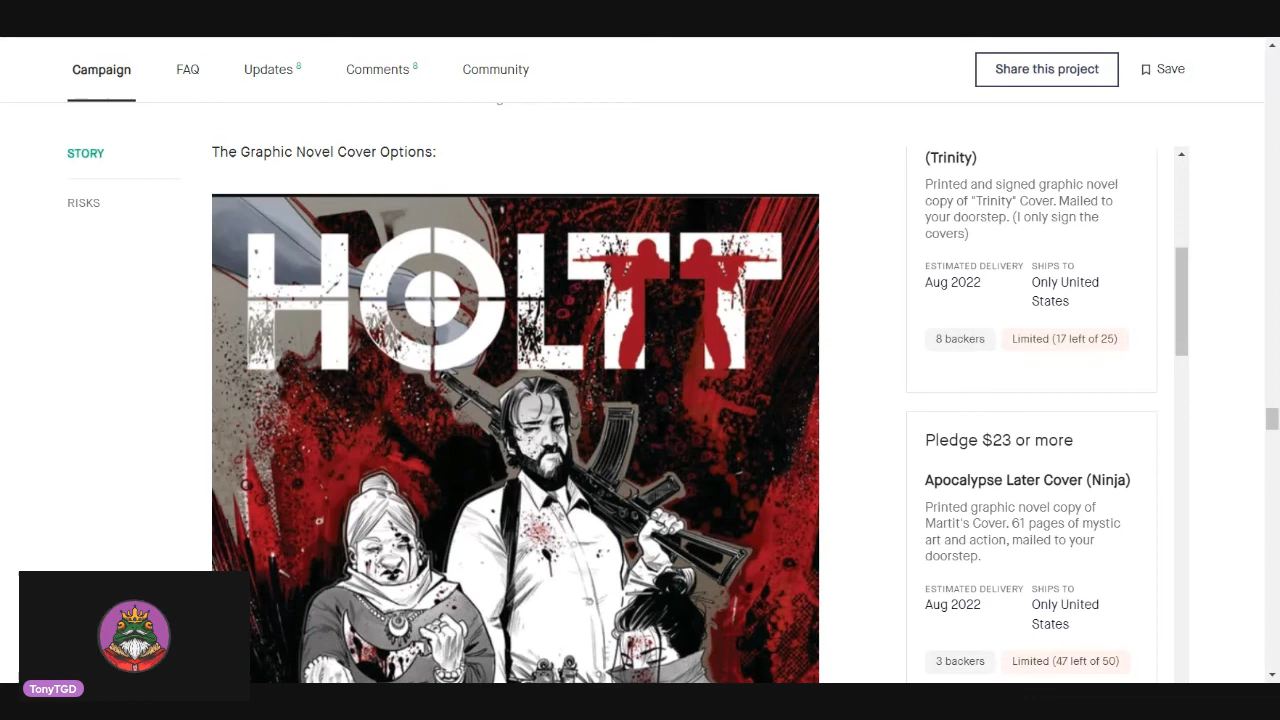 Campaign
FAQ
Updates 8
Comments 8
Community
Share this project
Save
STORY
RISKS
The Graphic Novel Cover Options:
HOLTT
(Trinity)
Printed and signed graphic novel
copy of "Trinity" Cover. Mailed to
your doorstep. (I only sign the
covers)
ESTIMATED DELIVERY
Aug 2022
SHIPS TO
Only United
States
8 backers
Limited (17 left of 25)
Pledge $23 or more
Apocalypse Later Cover (Ninja)
Printed graphic novel copy of
Martit's Cover. 61 pages of mystic
art and action, mailed to your
doorstep.
ESTIMATED DELIVERY
Aug 2022
SHIPS TO
Only United
States
3 backers
Limited (47 left of 50)
TonyTGD